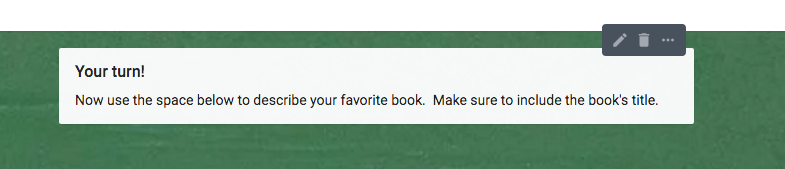 Your turn!
Now use the space below to describe your favorite book.  Make sure to include the book's title.